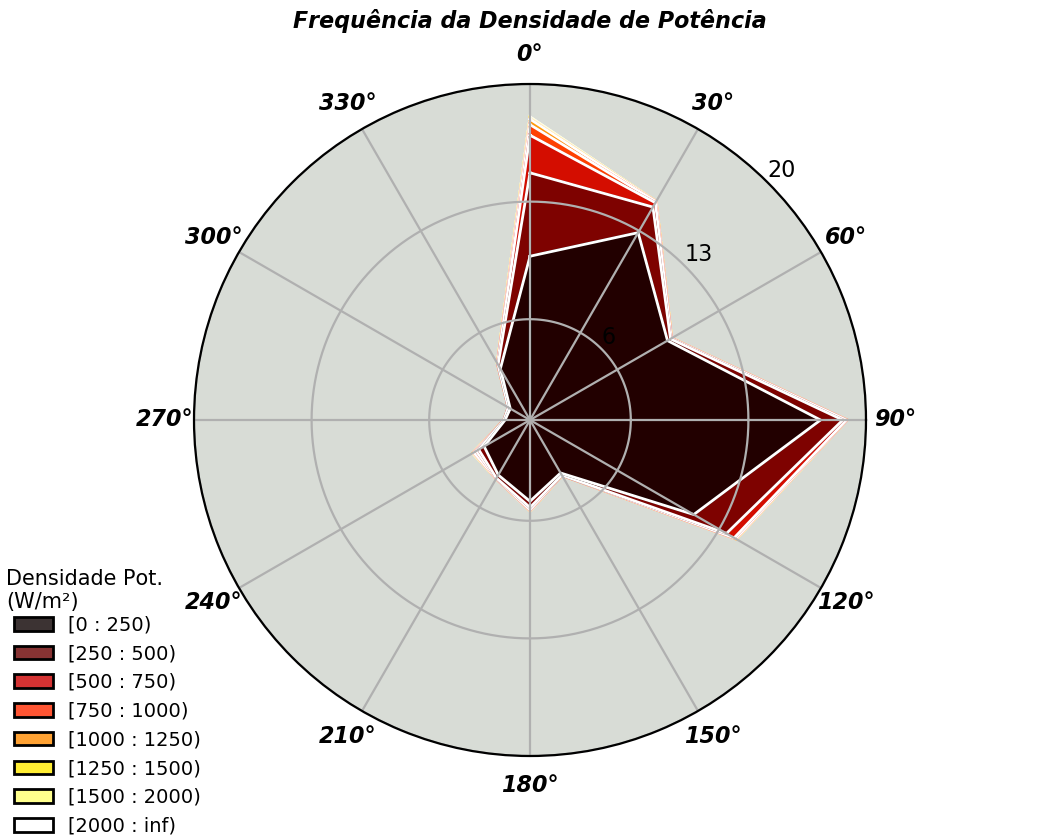 Frequência da Densidade de Potência
0°
330°
30°
20
300°
60°
13
6
270°
90°
240°
120°
210°
150°
180°
Densidade Pot.
(W/m²)
[0 : 250)
[250 : 500)
[500 : 750)
[750 : 1000)
[1000 : 1250)
[1250 : 1500)
[1500 : 2000)
[2000 : inf)